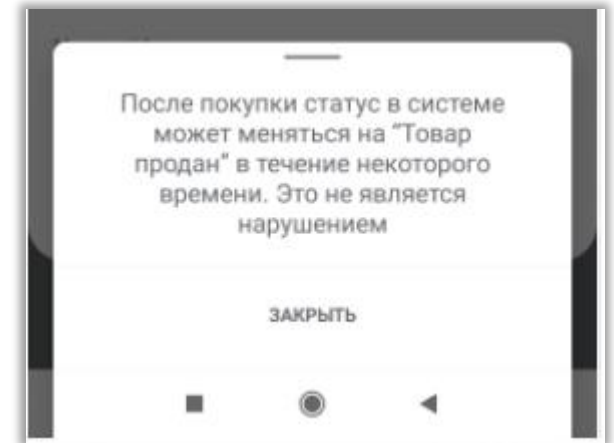 После покупки статус в системе
может меняться на “Товар
продан” в течение некоторого
времени. Это не является
нарушением
ЗАКРЫТЬ